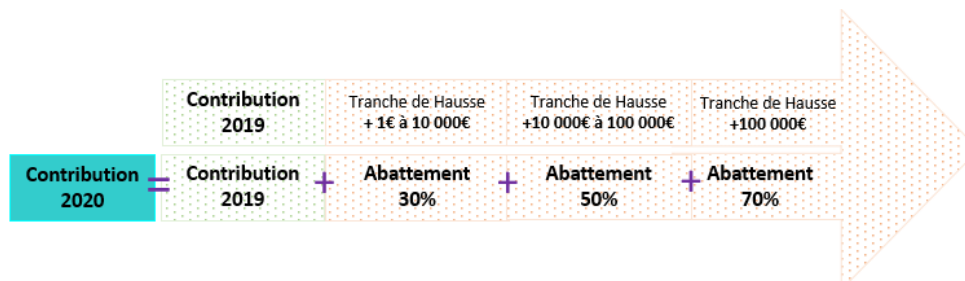 Contribution
2019
Tranche de Hausse
+ 1€ à 10 000€
Tranche de Hausse
+10 000€ à 100 000€
Tranche de Hausse
+100 000€
Contribution
2020
=
Contribution
2019
+
Abattement
30%
+
Abattement
50%
+
Abattement
70%